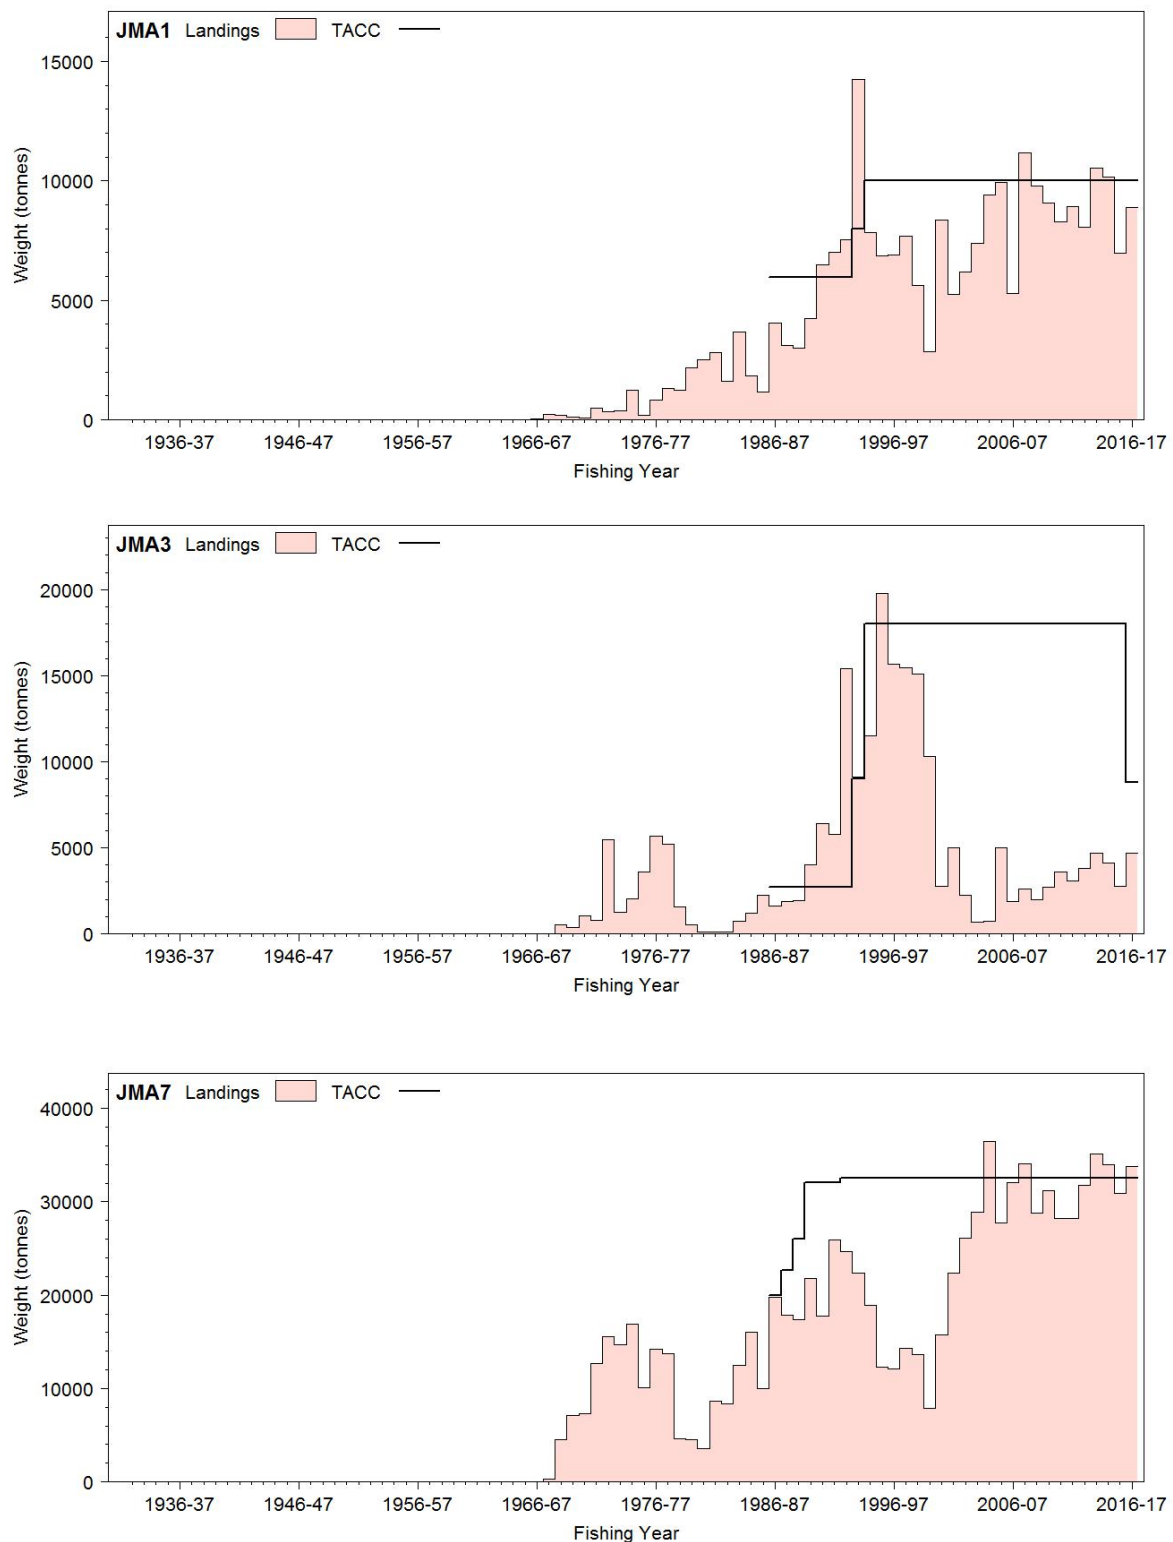 JMA1 Landings TACC
15000
10000
5000
0
Weight (tonnes)
1936-37 1946-47 1956-57 1966-67 1976-77 1986-87 1996-97 2006-07 2016-17
Fishing Year
JMA3 Landings TACC
20000
15000
10000
5000
0
Weight (tonnes)
1936-37 1946-47 1956-57 1966-67 1976-77 1986-87 1996-97 2006-07 2016-17
Fishing Year
JMA7 Landings TACC
40000
30000
20000
10000
0
Weight (tonnes)
1936-37 1946-47 1956-57 1966-67 1976-77 1986-87 1996-97 2006-07 2016-17
Fishing Year